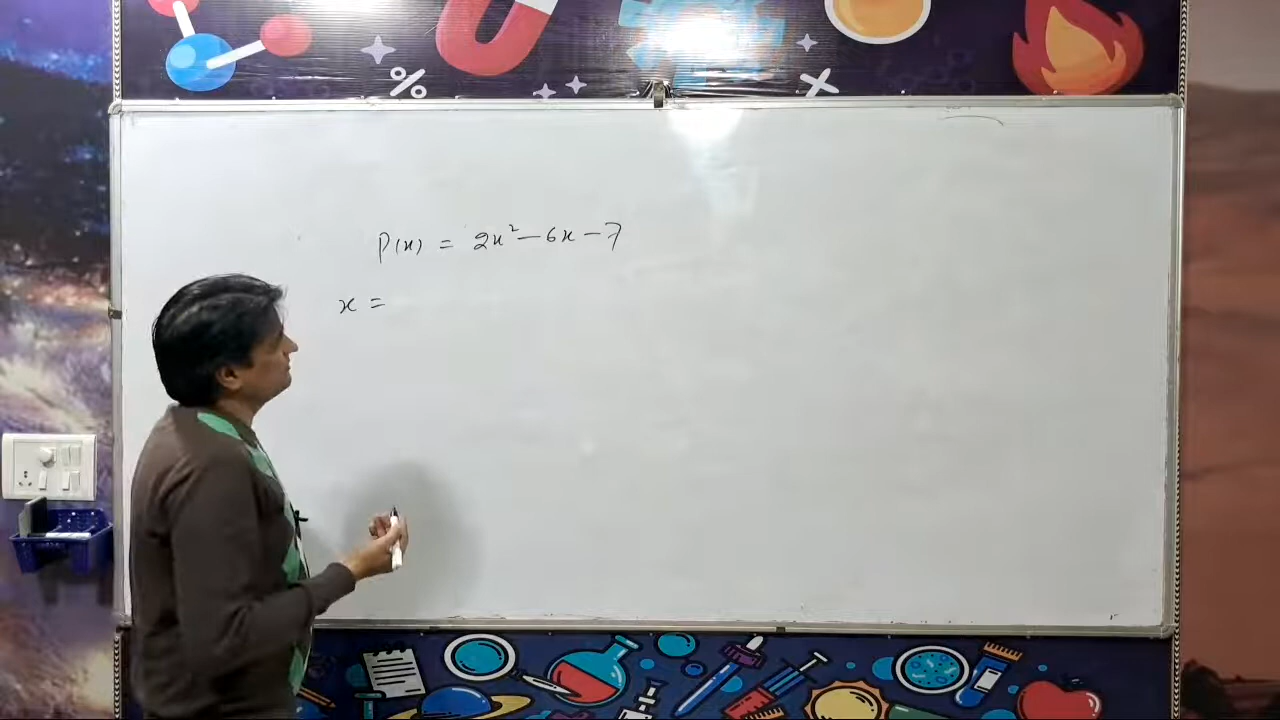 P(x) = 2x² - 6x - 7
x =